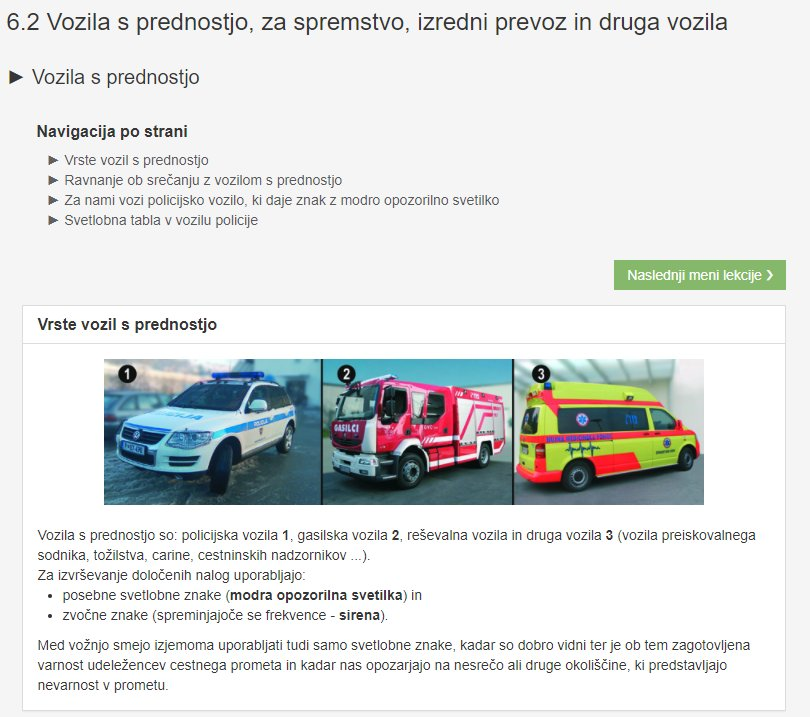 6.2 Vozila s prednostjo, za spremstvo, izredni prevoz in druga vozila
► Vozila s prednostjo
Navigacija po strani
► Vrste vozil s prednostjo
► Ravnanje ob srečanju z vozilom s prednostjo
► Za nami vozi policijsko vozilo, ki daje znak z modro opozorilno svetilko
► Svetlobna tabla v vozilu policije
Naslednji meni lekcije ❯
Vrste vozil s prednostjo
1
2
3
POLICIJA
GASILCI
112
Vozila s prednostjo so: policijska vozila 1, gasilska vozila 2, reševalna vozila in druga vozila 3 (vozila preiskovalnega
sodnika, tožilstva, carine, cestninskih nadzornikov ...).
Za izvrševanje določenih nalog uporabljajo:
• posebne svetlobne znake (modra opozorilna svetilka) in
• zvočne znake (spreminjajoče se frekvence - sirena).
Med vožnjo smejo izjemoma uporabljati tudi samo svetlobne znake, kadar so dobro vidni ter je ob tem zagotovljena
varnost udeležencev cestnega prometa in kadar nas opozarjajo na nesrečo ali druge okoliščine, ki predstavljajo
nevarnost v prometu.